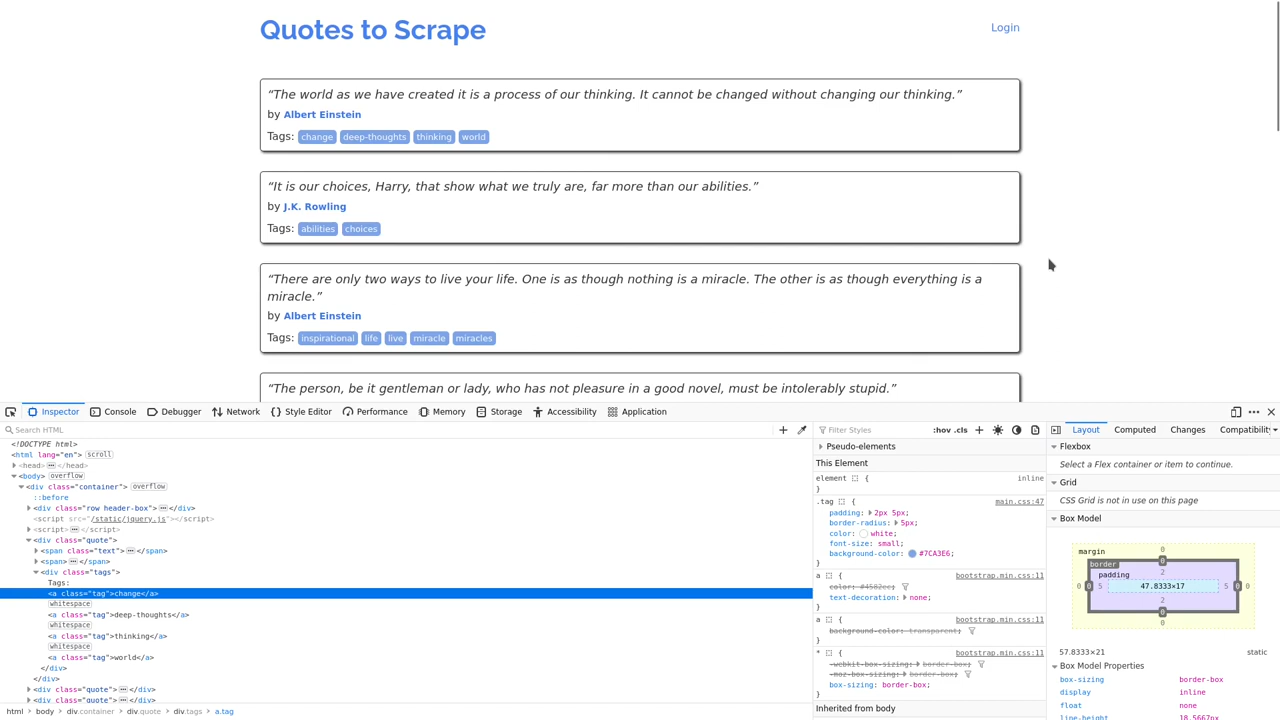 Quotes to Scrape
Login
“The world as we have created it is a process of our thinking. It cannot be changed without changing our thinking.”
by Albert Einstein
Tags: change deep-thoughts thinking world
“It is our choices, Harry, that show what we truly are, far more than our abilities.”
by J.K. Rowling
Tags: abilities choices
“There are only two ways to live your life. One is as though nothing is a miracle. The other is as though everything is a
miracle.”
by Albert Einstein
Tags: inspirational life live miracle miracles
“The person, be it gentleman or lady, who has not pleasure in a good novel, must be intolerably stupid.”
Inspector Console Debugger Network Style Editor Performance Memory Storage Accessibility Application
Search HTML
<!DOCTYPE html>
<html lang="en"> scroll
<head> ••• </head>
<body> overflow
<div class="container"> overflow
::before
<div class="row header-box"> ••• </div>
<script src="/static/jquery.js"></script>
<script> ••• </script>
<div class="quote">
<span class="text"> ••• </span>
<span> ••• </span>
<div class="tags">
Tags:
<a class="tag">change</a>
whitespace
<a class="tag">deep-thoughts</a>
whitespace
<a class="tag">thinking</a>
whitespace
<a class="tag">world</a>
</div>
</div>
<div class="quote"> ••• </div>
<div class="quote"> ••• </div>
html > body > div.container > div.quote > div.tags > a.tag
Filter Styles :hov .cls
Pseudo-elements
This Element
element { inline
}
.tag { main.css:47
padding: 2px 5px;
border-radius: 5px;
color: white;
font-size: small;
background-color: #7CA3E6;
}
a { bootstrap.min.css:11
color: #4582ec;
text-decoration: none;
}
a { bootstrap.min.css:11
background-color: transparent;
}
* { bootstrap.min.css:11
-webkit-box-sizing: border-box;
-moz-box-sizing: border-box;
box-sizing: border-box;
}
Inherited from body
Layout Computed Changes Compatibility
Flexbox
Select a Flex container or item to continue.
Grid
CSS Grid is not in use on this page
Box Model
margin 0
border 0
padding 2
0 0 5 47.8333×17 5 0 0
2
0
0
57.8333×21 static
Box Model Properties
box-sizing border-box
display inline
float none
line-height 18.5667px